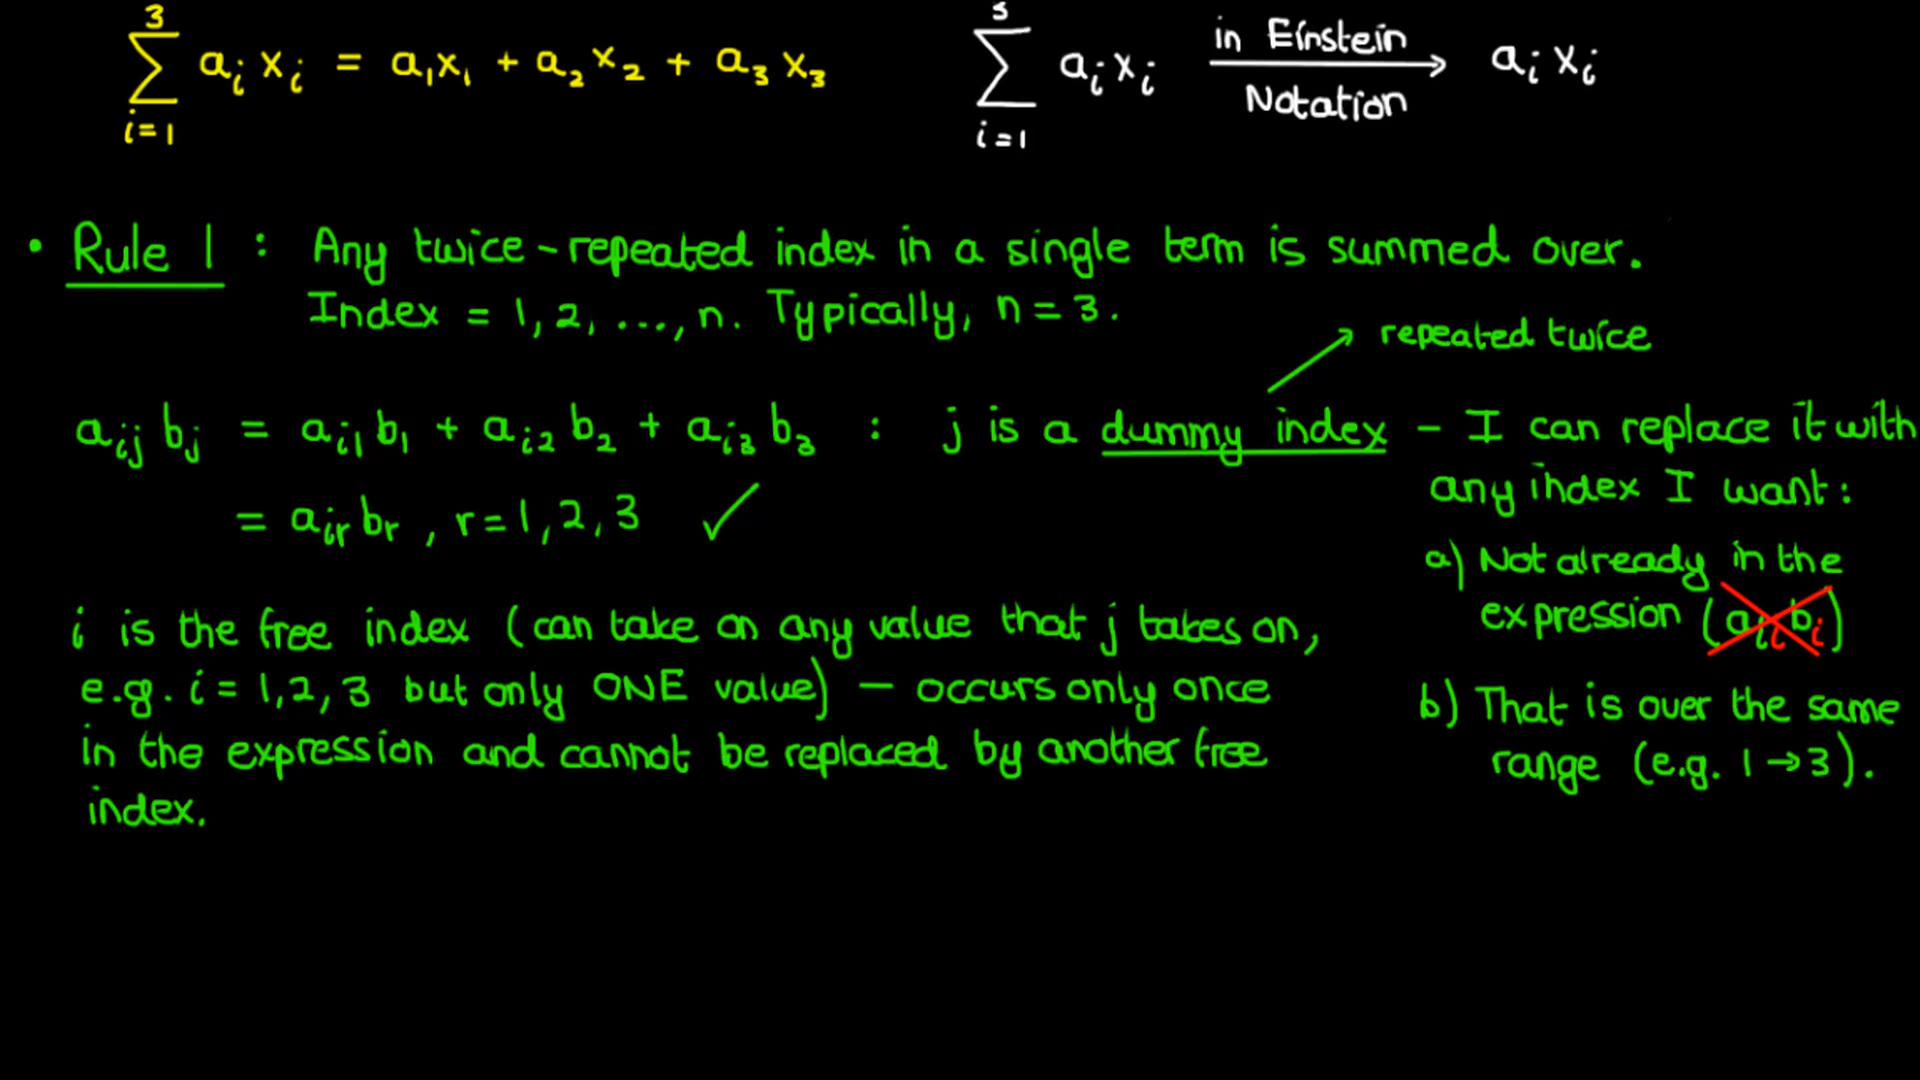 3 ∑ i=1 aᵢ xᵢ = a₁x₁ + a₂ x₂ + a₃ x₃
3 ∑ i=1 aᵢ xᵢ in Einstein Notation → aᵢ xᵢ
• Rule 1 : Any twice-repeated index in a single term is summed over.
Index = 1, 2, ..., n. Typically, n = 3.
repeated twice
aᵢⱼ bⱼ = aᵢ₁ b₁ + aᵢ₂ b₂ + aᵢ₃ b₃ : j is a dummy index - I can replace it with
any index I want:
= aᵢᵣ bᵣ , r = 1, 2, 3 ✓
a) Not already in the
expression (aᵢᵢ bᵢ)
b) That is over the same
range (e.g. 1 → 3).
i is the free index (can take on any value that j takes on,
e.g. i = 1, 2, 3 but only ONE value) — occurs only once
in the expression and cannot be replaced by another free
index.